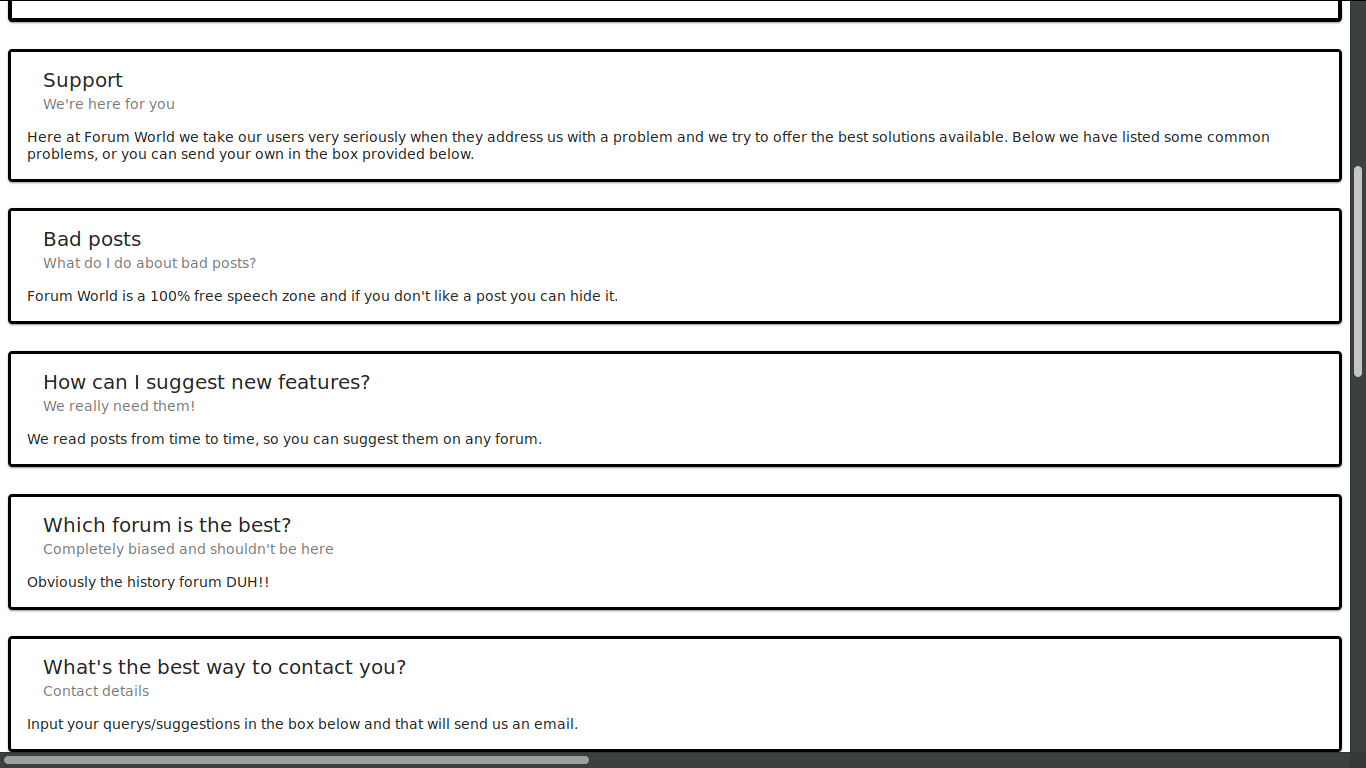 Support
We're here for you
Here at Forum World we take our users very seriously when they address us with a problem and we try to offer the best solutions available. Below we have listed some common
problems, or you can send your own in the box provided below.
Bad posts
What do I do about bad posts?
Forum World is a 100% free speech zone and if you don't like a post you can hide it.
How can I suggest new features?
We really need them!
We read posts from time to time, so you can suggest them on any forum.
Which forum is the best?
Completely biased and shouldn't be here
Obviously the history forum DUH!!
What's the best way to contact you?
Contact details
Input your querys/suggestions in the box below and that will send us an email.